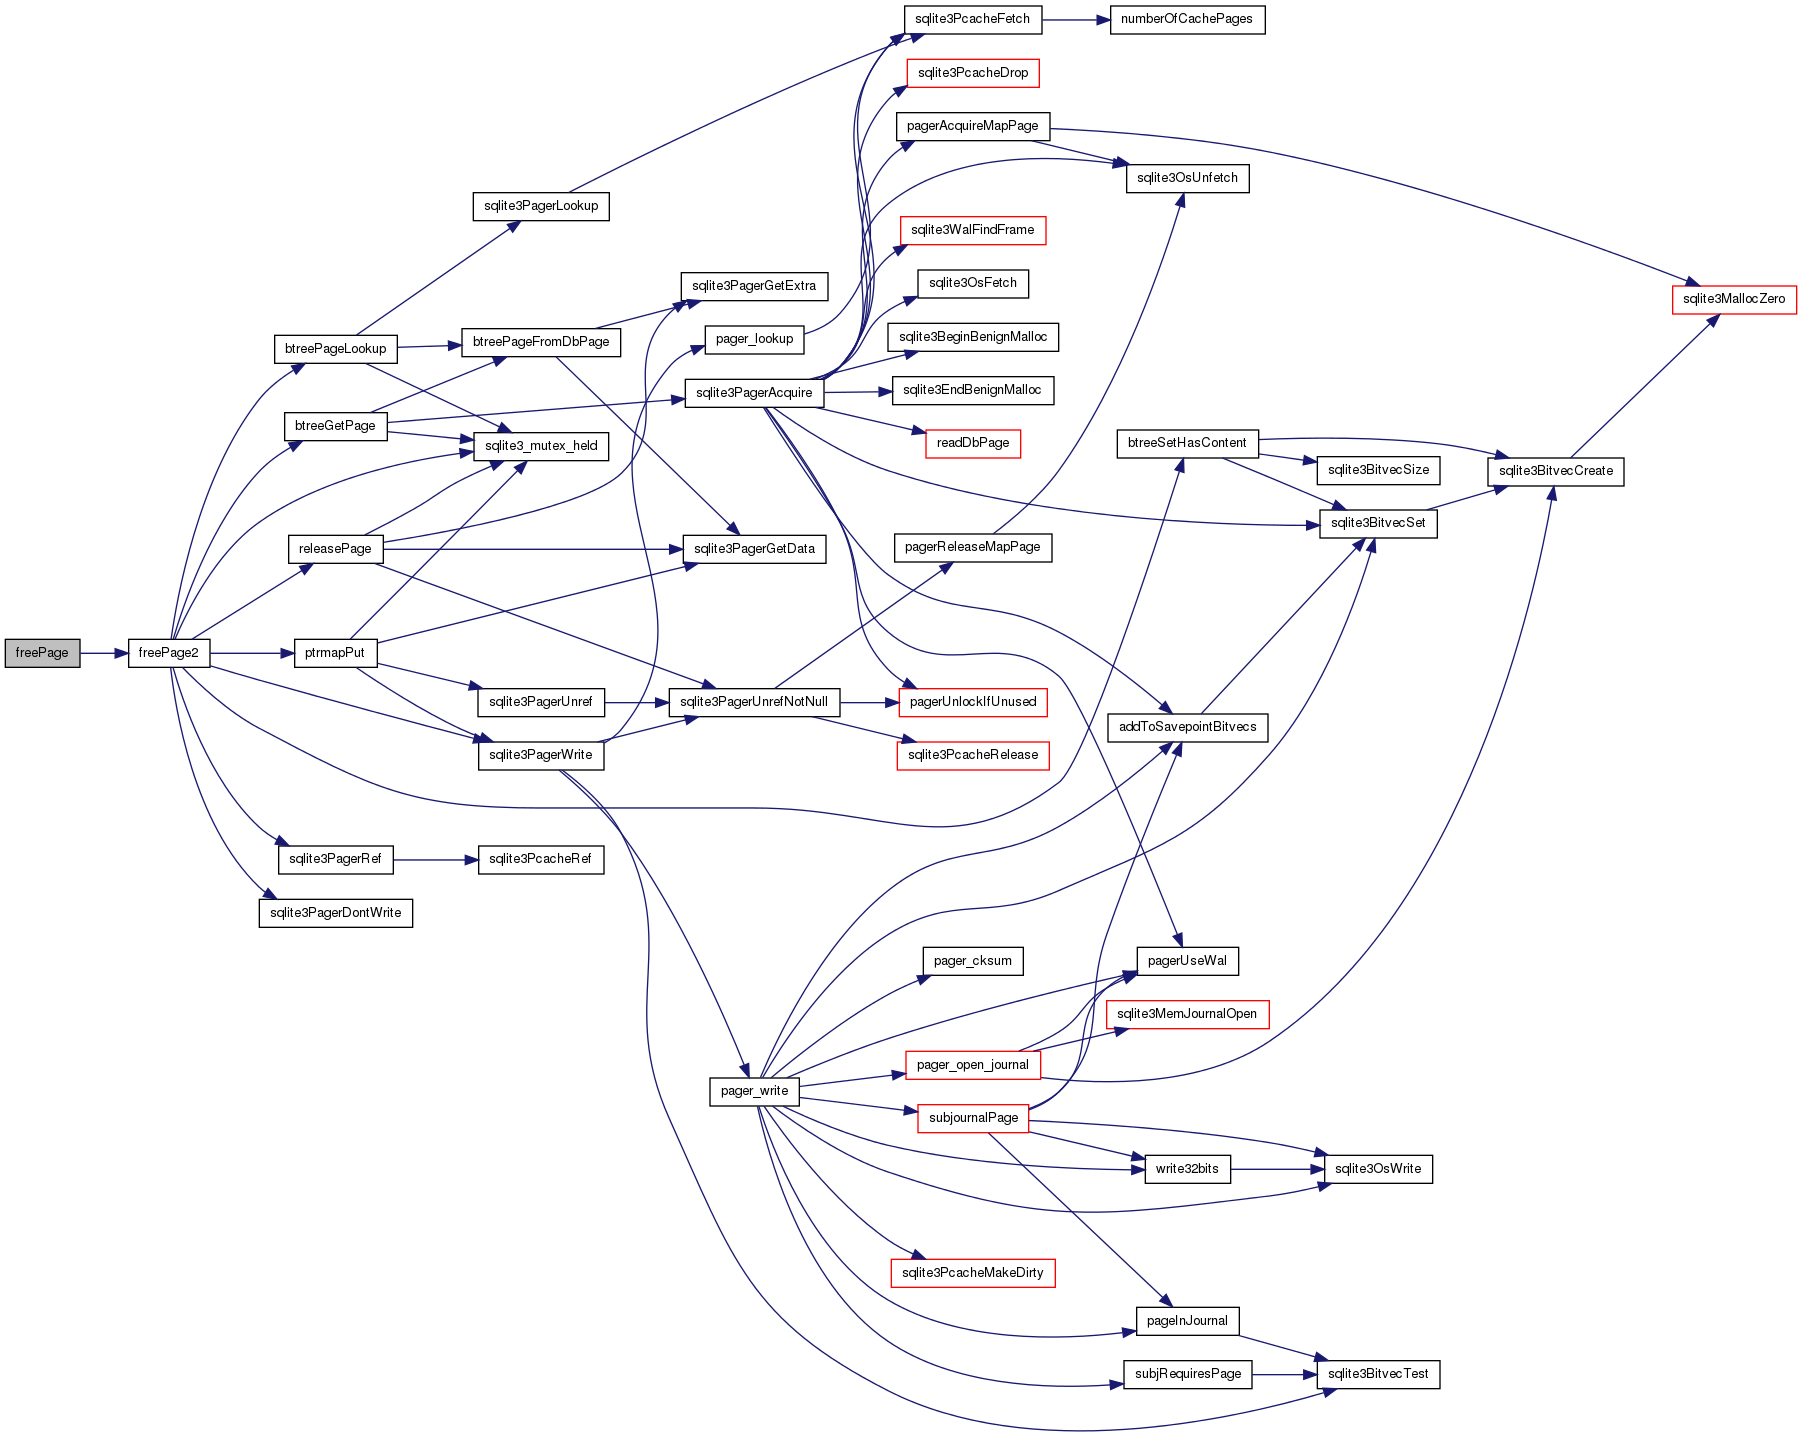 sqlite3PcacheFetch
numberOfCachePages
sqlite3PcacheDrop
pagerAcquireMapPage
sqlite3OsUnfetch
sqlite3PagerLookup
sqlite3WalFindFrame
sqlite3PagerGetExtra
sqlite3OsFetch
sqlite3MallocZero
btreePageLookup
btreePageFromDbPage
pager_lookup
sqlite3BeginBenignMalloc
sqlite3PagerAcquire
sqlite3EndBenignMalloc
btreeGetPage
sqlite3_mutex_held
readDbPage
btreeSetHasContent
sqlite3BitvecSize
sqlite3BitvecCreate
sqlite3BitvecSet
releasePage
sqlite3PagerGetData
pagerReleaseMapPage
freePage
freePage2
ptrmapPut
sqlite3PagerUnref
sqlite3PagerUnrefNotNull
pagerUnlockIfUnused
addToSavepointBitvecs
sqlite3PagerWrite
sqlite3PcacheRelease
sqlite3PagerRef
sqlite3PcacheRef
sqlite3PagerDontWrite
pager_cksum
pagerUseWal
sqlite3MemJournalOpen
pager_open_journal
pager_write
subjournalPage
write32bits
sqlite3OsWrite
sqlite3PcacheMakeDirty
pageInJournal
subjRequiresPage
sqlite3BitvecTest